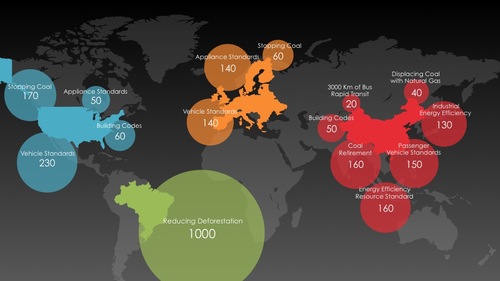 Stopping Coal
170
Appliance Standards
50
Building Codes
60
Vehicle Standards
230
Appliance Standards
140
Stopping Coal
60
Vehicle Standards
140
Reducing Deforestation
1000
3000 Km of Bus
Rapid Transit
20
Displacing Coal
with Natural Gas
40
Building Codes
50
Industrial
Energy Efficiency
130
Coal
Retirement
160
Passenger
Vehicle Standards
150
Energy Efficiency
Resource Standard
160